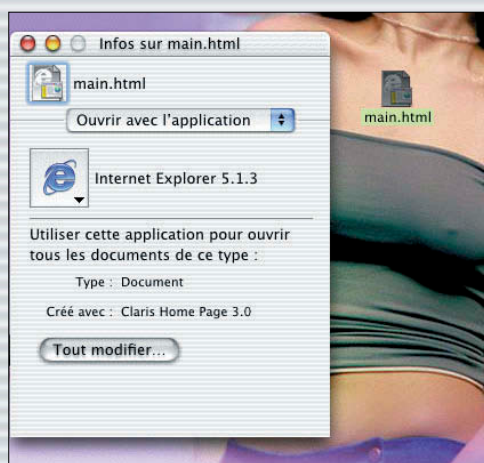 Infos sur main.html
main.html
Ouvrir avec l’application
Internet Explorer 5.1.3
Utiliser cette application pour ouvrir
tous les documents de ce type :
Type : Document
Créé avec : Claris Home Page 3.0
Tout modifier...
main.html